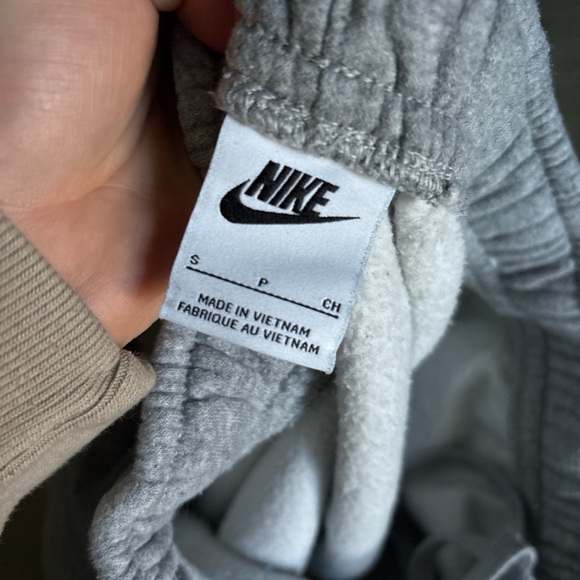 NIKE
S P CH
MADE IN VIETNAM
FABRIQUE AU VIETNAM